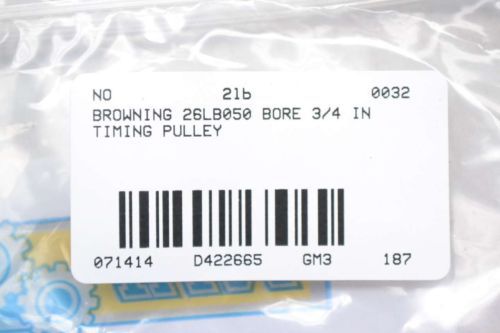 NO 21b 0032
BROWNING 26LB050 BORE 3/4 IN
TIMING PULLEY
071414 D422665 GM3 187